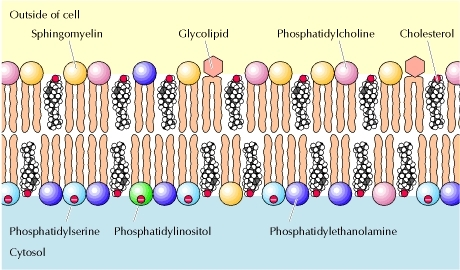 Outside of cell
Sphingomyelin Glycolipid Phosphatidylcholine Cholesterol
Phosphatidylserine Phosphatidylinositol Phosphatidylethanolamine
Cytosol